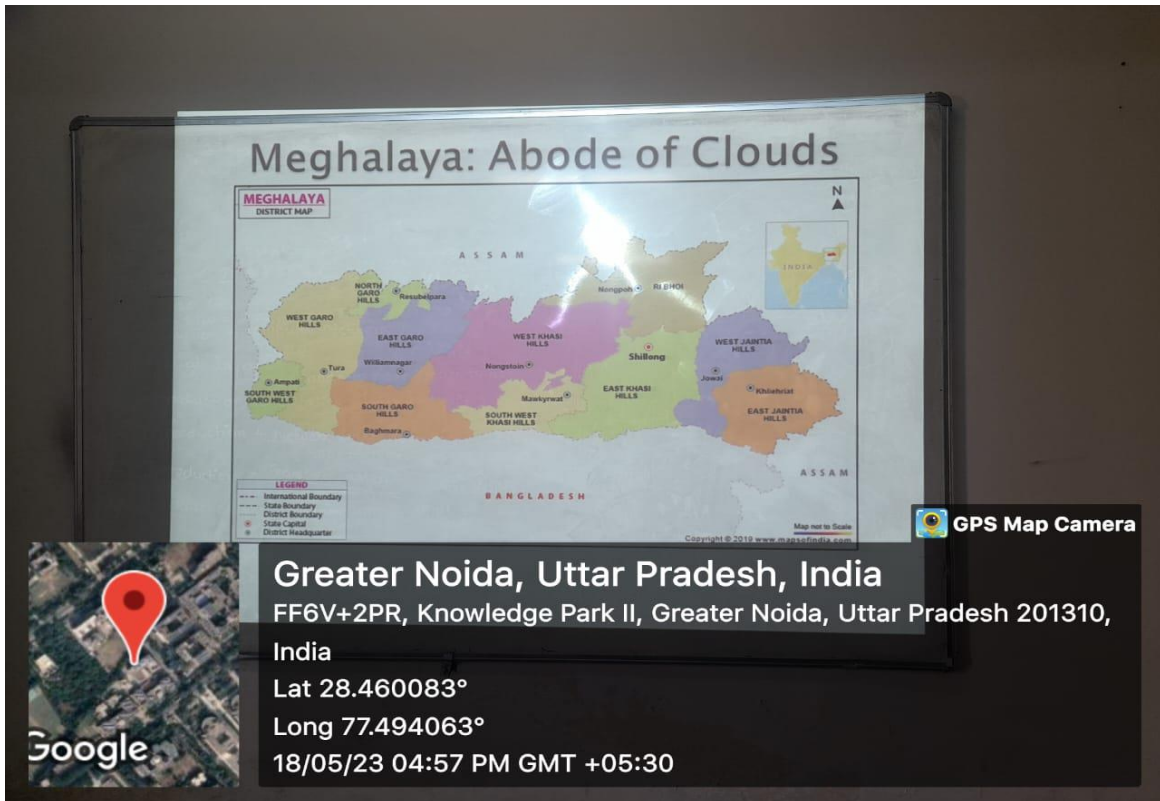 Meghalaya: Abode of Clouds
MEGHALAYA
DISTRICT MAP
N
INDIA
ASSAM
NORTH
GARO
HILLS
Resubelpara
Nongpoh
RI BHOI
WEST GARO
HILLS
EAST GARO
HILLS
WEST KHASI
HILLS
WEST JAINTIA
HILLS
Shillong
Williamnagar
Tura
Nongstoin
Jowai
Ampati
Khliehriat
SOUTH WEST
GARO HILLS
Mawkyrwat
EAST KHASI
HILLS
SOUTH GARO
HILLS
SOUTH WEST
KHASI HILLS
EAST JAINTIA
HILLS
Baghmara
ASSAM
BANGLADESH
LEGEND
International Boundary
State Boundary
District Boundary
State Capital
District Headquarter
Map not to Scale
Copyright © 2019 www.mapsofindia.com
GPS Map Camera
Greater Noida, Uttar Pradesh, India
FF6V+2PR, Knowledge Park II, Greater Noida, Uttar Pradesh 201310,
India
Lat 28.460083°
Long 77.494063°
18/05/23 04:57 PM GMT +05:30
Google